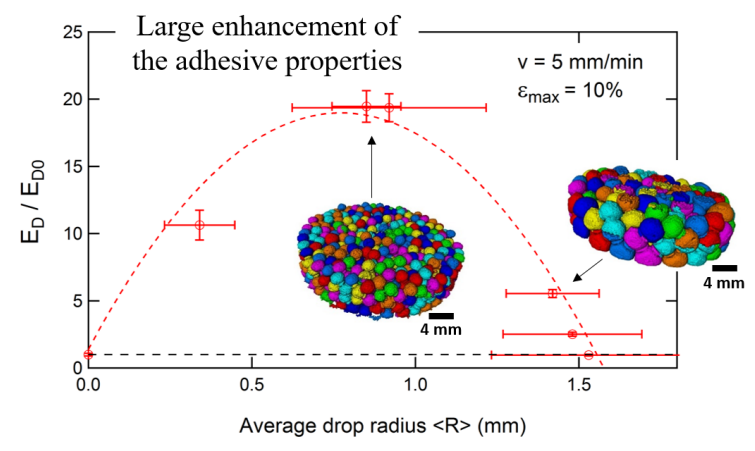 Large enhancement of
the adhesive properties
v = 5 mm/min
εmax = 10%
25
20
15
10
5
0
E_D / E_D0
4 mm
4 mm
0.0
0.5
1.0
1.5
Average drop radius <R> (mm)